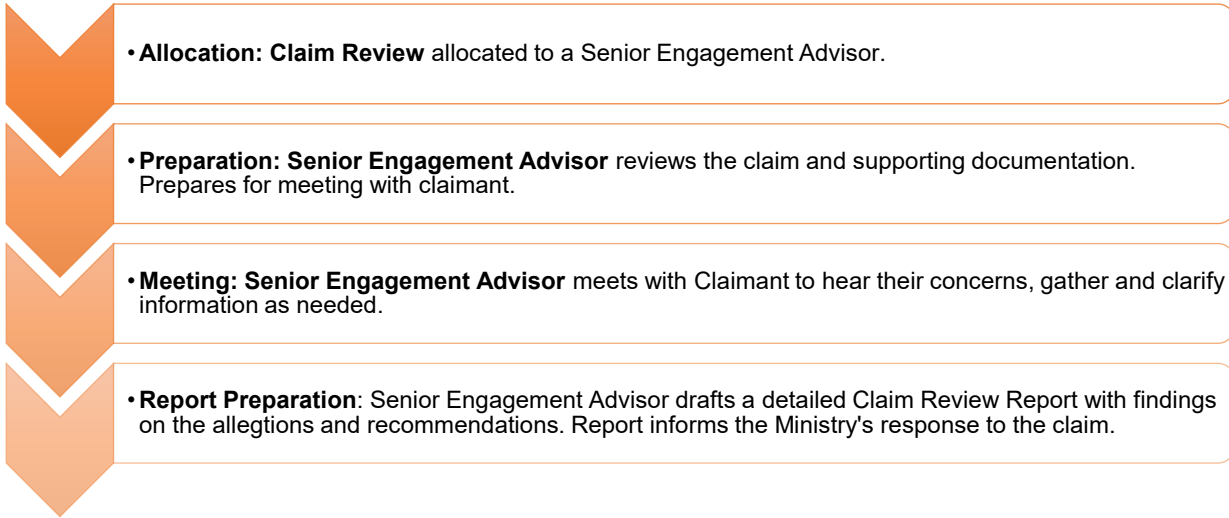 • Allocation: Claim Review allocated to a Senior Engagement Advisor.
• Preparation: Senior Engagement Advisor reviews the claim and supporting documentation.
Prepares for meeting with claimant.
• Meeting: Senior Engagement Advisor meets with Claimant to hear their concerns, gather and clarify
information as needed.
• Report Preparation: Senior Engagement Advisor drafts a detailed Claim Review Report with findings
on the allegtions and recommendations. Report informs the Ministry's response to the claim.